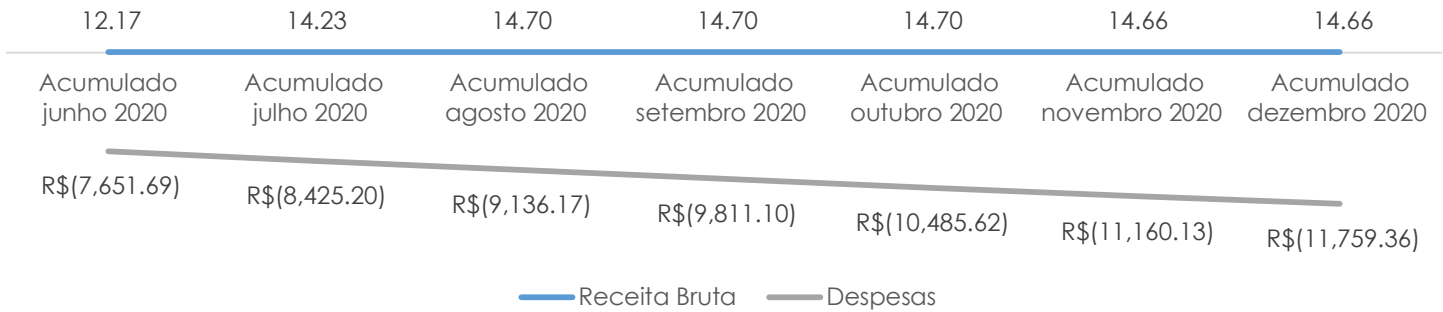 12.17 14.23 14.70 14.70 14.70 14.66 14.66
Acumulado Acumulado Acumulado Acumulado Acumulado Acumulado Acumulado
junho 2020 julho 2020 agosto 2020 setembro 2020 outubro 2020 novembro 2020 dezembro 2020
R$(7,651.69) R$(8,425.20) R$(9,136.17) R$(9,811.10) R$(10,485.62) R$(11,160.13) R$(11,759.36)
Receita Bruta Despesas